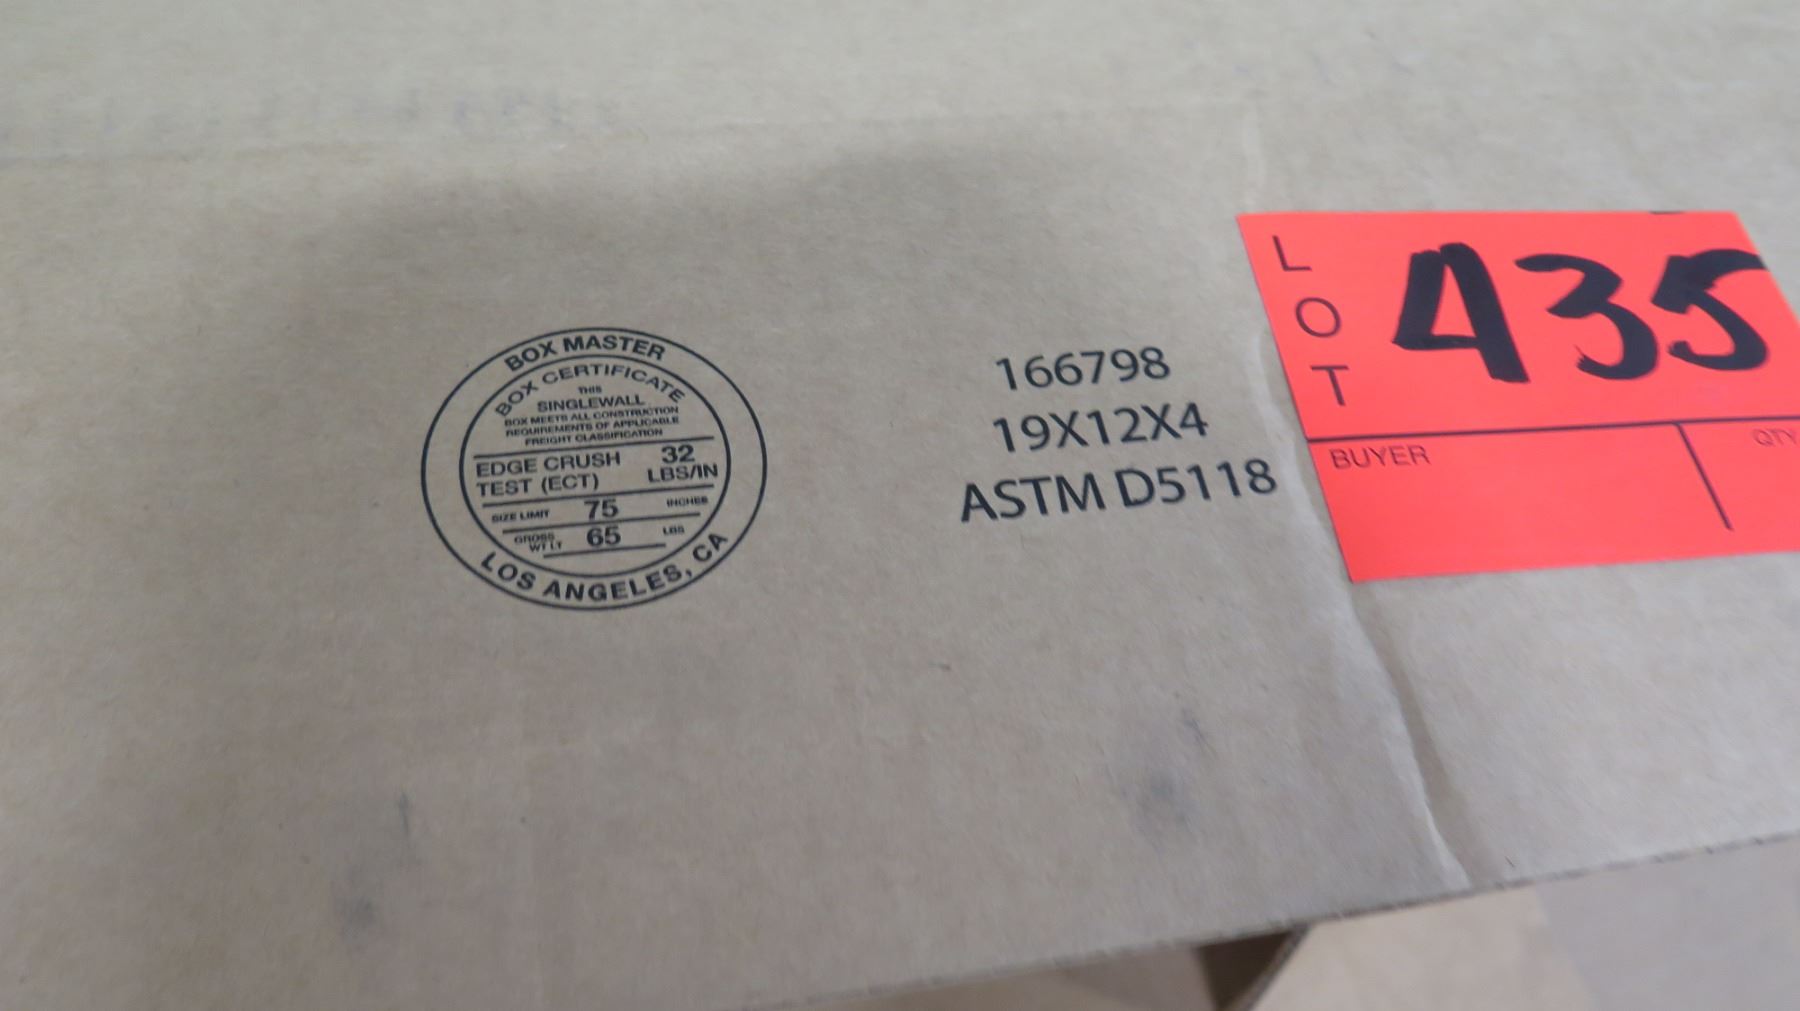 BOX MASTER
BOX CERTIFICATE
THIS
SINGLEWALL
BOX MEETS ALL CONSTRUCTION
REQUIREMENTS OF APPLICABLE
FREIGHT CLASSIFICATION
EDGE CRUSH 32
TEST (ECT) LBS/IN
SIZE LIMIT 75 INCHES
GROSS
WT LT 65 LBS
LOS ANGELES, CA
166798
19X12X4
ASTM D5118
LOT 435
BUYER QTY